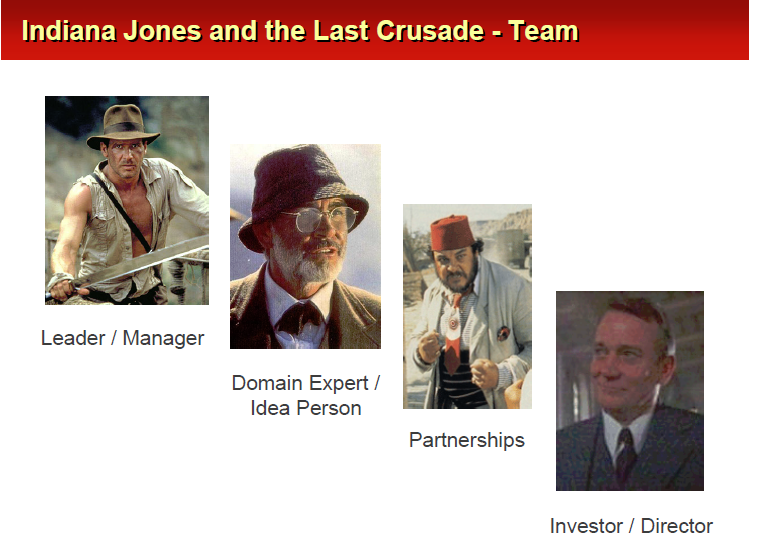 Indiana Jones and the Last Crusade - Team
Leader / Manager
Domain Expert /
Idea Person
Partnerships
Investor / Director